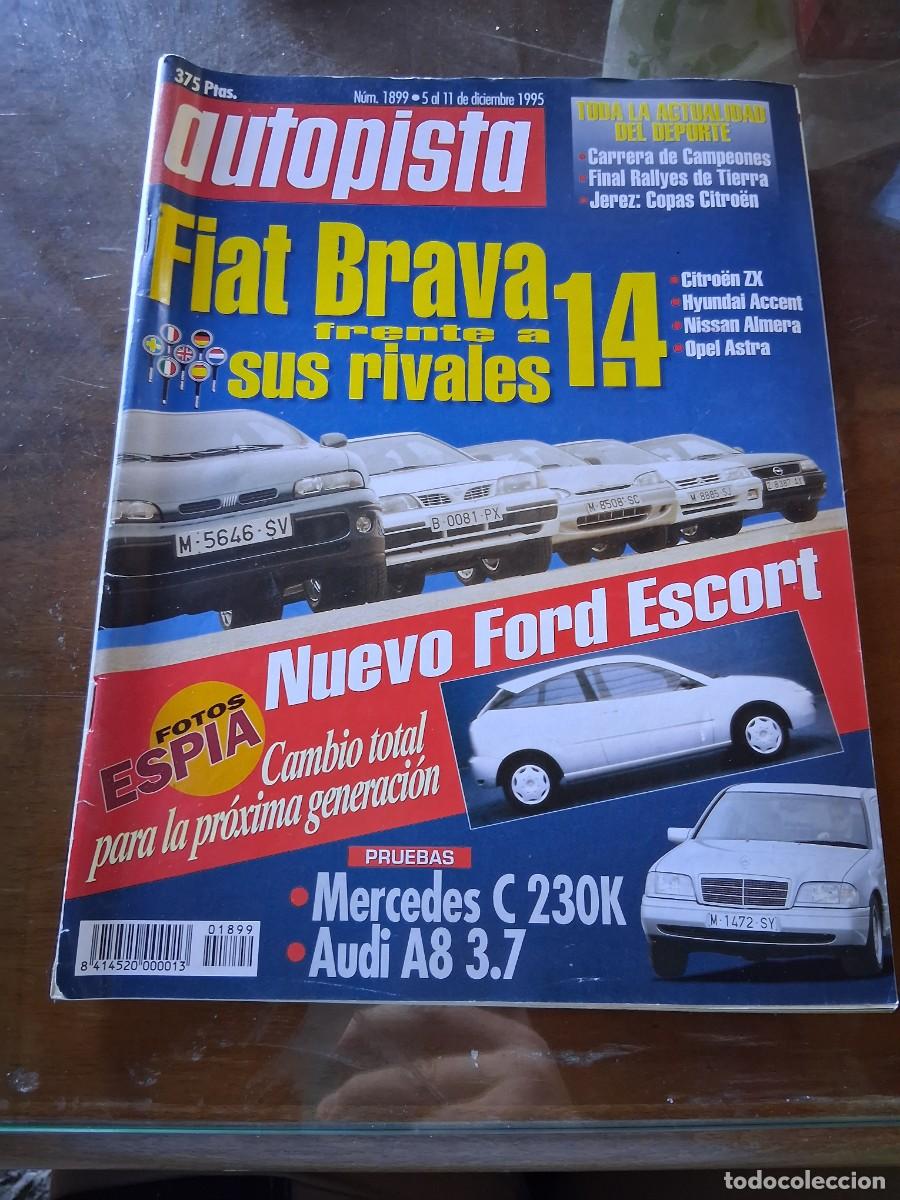 375 Ptas.
Núm. 1899 • 5 al 11 de diciembre 1995
autopista
TODA LA ACTUALIDAD
DEL DEPORTE
• Carrera de Campeones
• Final Rallyes de Tierra
• Jerez: Copas Citroën
Fiat Brava
frente a
sus rivales
1.4
• Citroën ZX
• Hyundai Accent
• Nissan Almera
• Opel Astra
M-5646-SV
B-0081-PX
M-8508-SC
M-8885-SJ
Nuevo Ford Escort
FOTOS
ESPIA
Cambio total
para la próxima generación
PRUEBAS
• Mercedes C 230K
• Audi A8 3.7
M-1472-SY
01899
8 414520 000013
todocoleccion